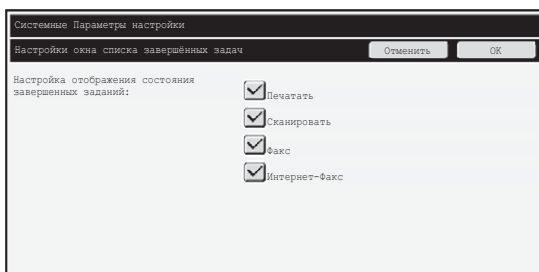 Системные Параметры настройки
Настройки окна списка завершённых задач
Отменить
OK
Настройка отображения состояния
завершенных заданий:
Печатать
Сканировать
Факс
Интернет-Факс